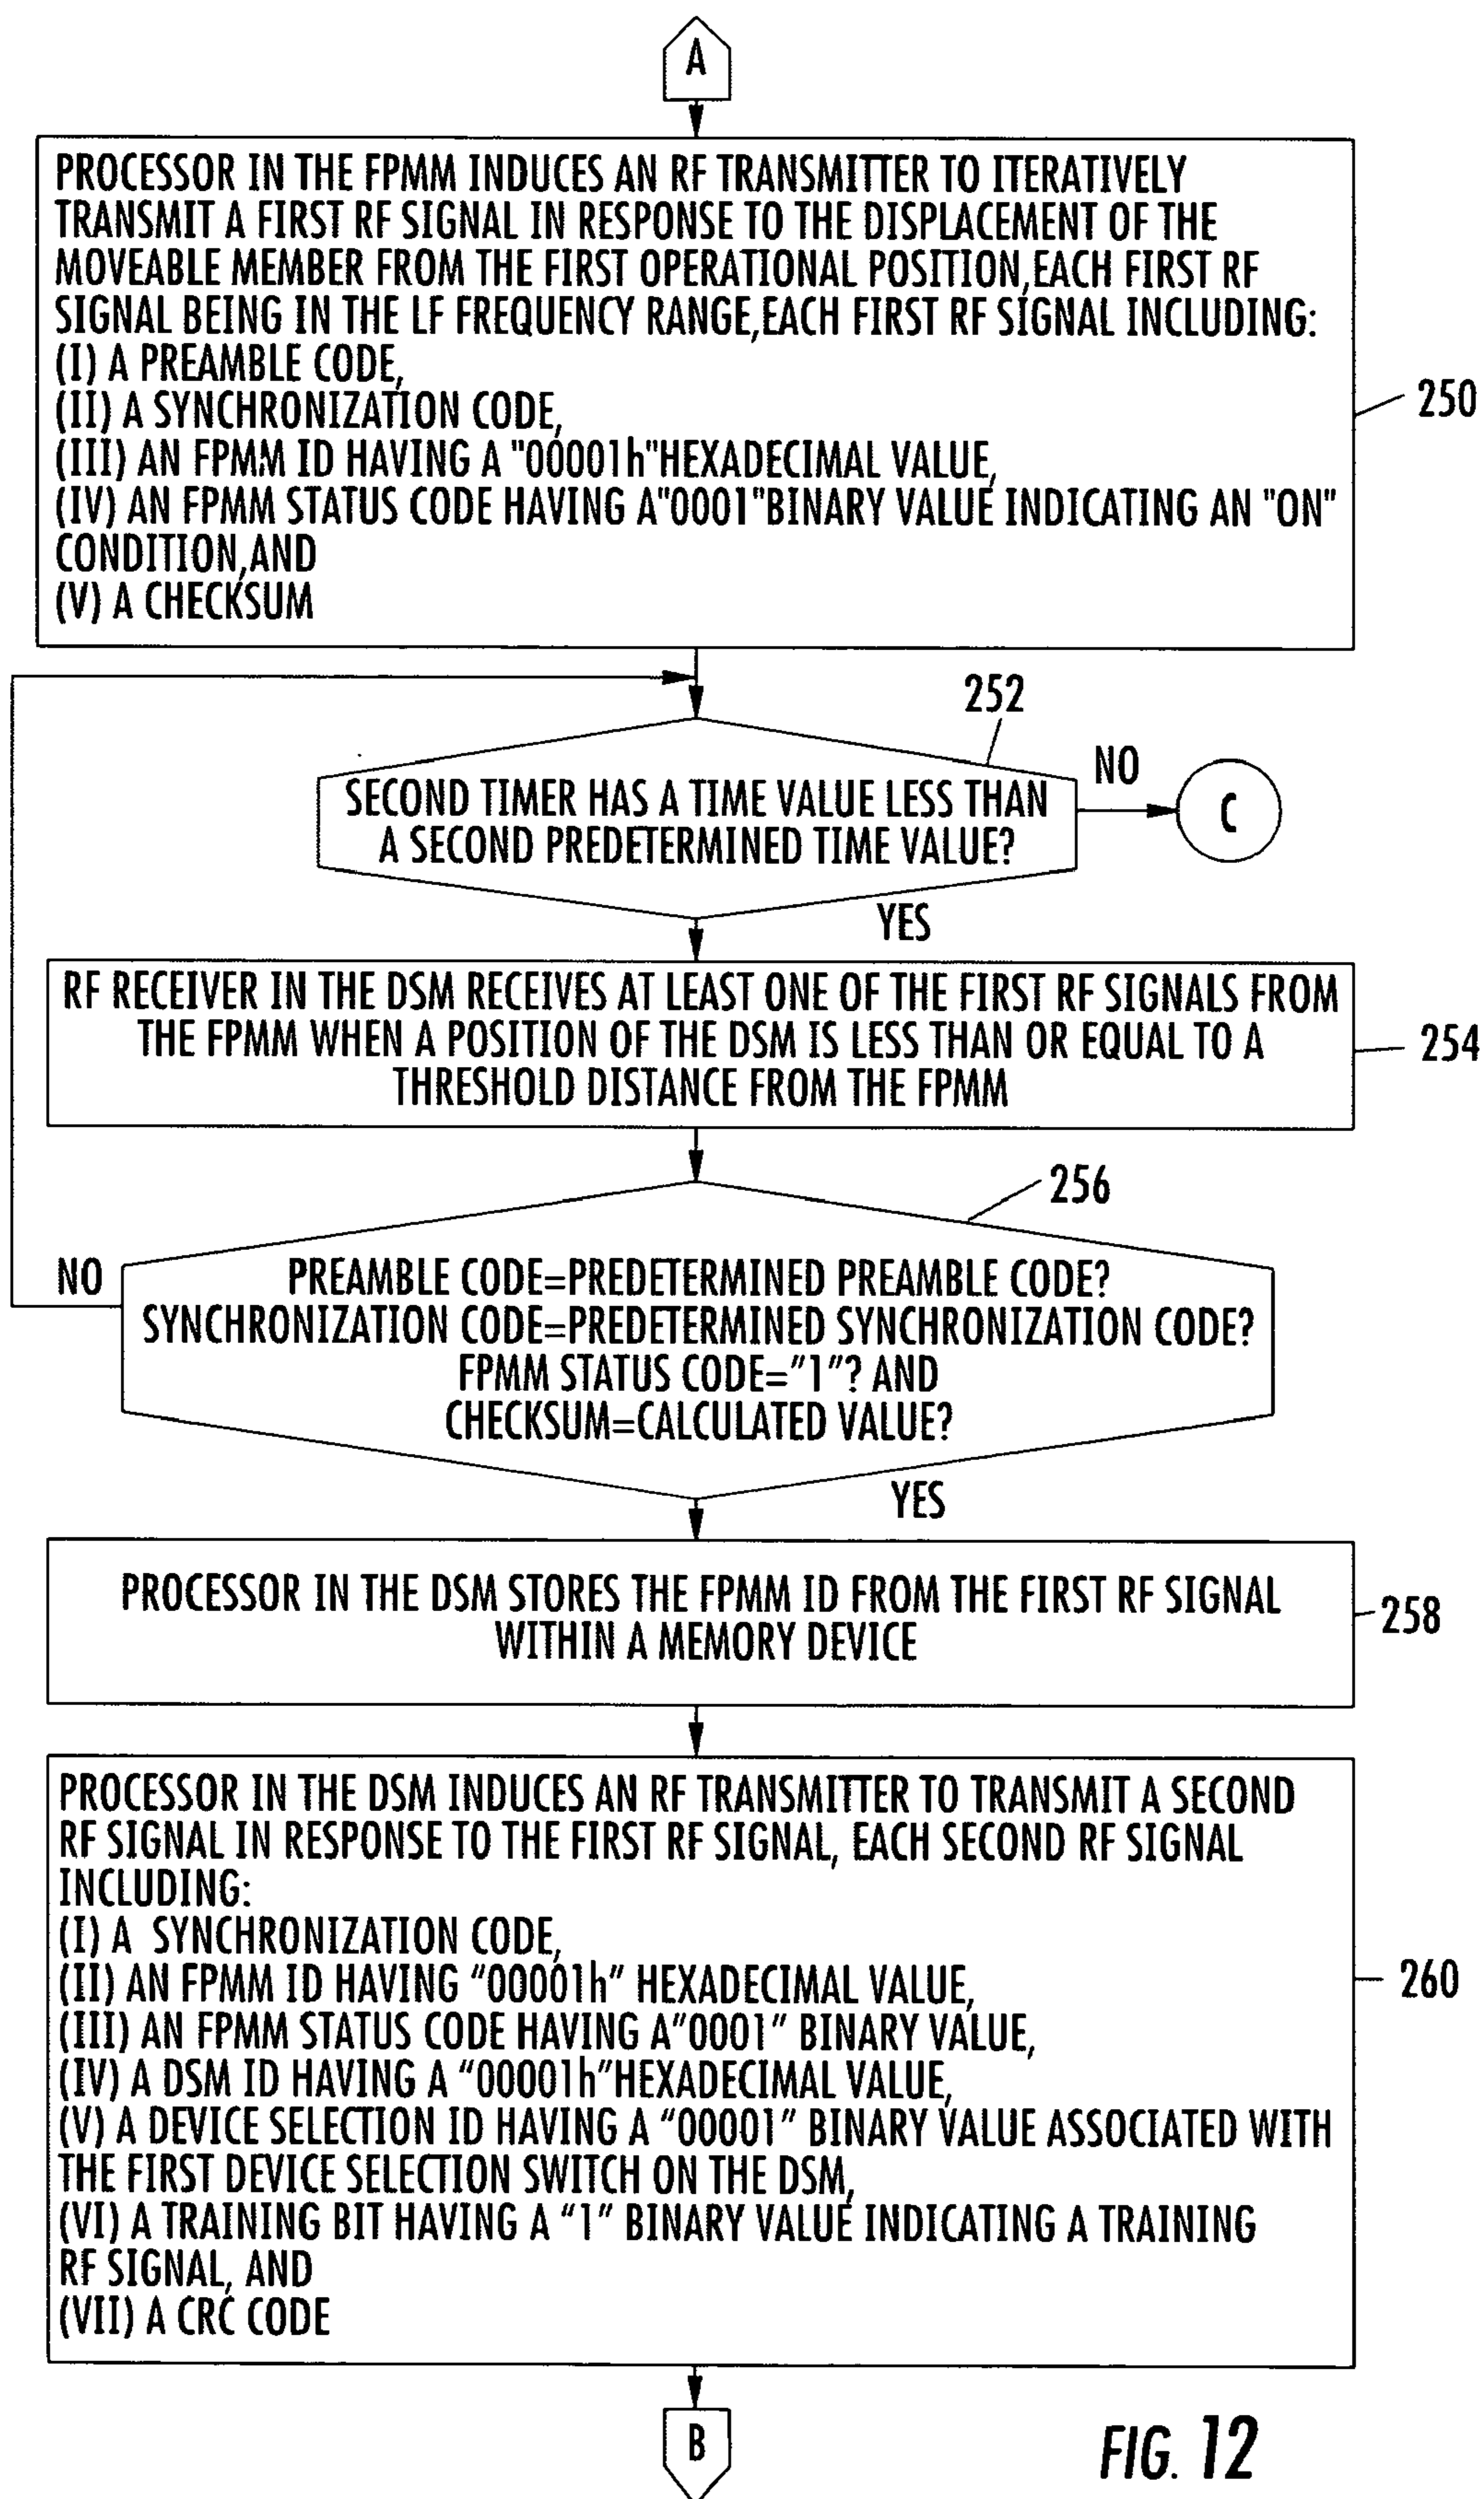 A
PROCESSOR IN THE FPMM INDUCES AN RF TRANSMITTER TO ITERATIVELY
TRANSMIT A FIRST RF SIGNAL IN RESPONSE TO THE DISPLACEMENT OF THE
MOVEABLE MEMBER FROM THE FIRST OPERATIONAL POSITION,EACH FIRST RF
SIGNAL BEING IN THE LF FREQUENCY RANGE,EACH FIRST RF SIGNAL INCLUDING:
(I) A PREAMBLE CODE,
(II) A SYNCHRONIZATION CODE,
(III) AN FPMM ID HAVING A "00001h"HEXADECIMAL VALUE,
(IV) AN FPMM STATUS CODE HAVING A"0001"BINARY VALUE INDICATING AN "ON"
CONDITION,AND
(V) A CHECKSUM
250
252
SECOND TIMER HAS A TIME VALUE LESS THAN
A SECOND PREDETERMINED TIME VALUE?
NO
C
YES
RF RECEIVER IN THE DSM RECEIVES AT LEAST ONE OF THE FIRST RF SIGNALS FROM
THE FPMM WHEN A POSITION OF THE DSM IS LESS THAN OR EQUAL TO A
THRESHOLD DISTANCE FROM THE FPMM
254
256
NO
PREAMBLE CODE=PREDETERMINED PREAMBLE CODE?
SYNCHRONIZATION CODE=PREDETERMINED SYNCHRONIZATION CODE?
FPMM STATUS CODE="1"? AND
CHECKSUM=CALCULATED VALUE?
YES
PROCESSOR IN THE DSM STORES THE FPMM ID FROM THE FIRST RF SIGNAL
WITHIN A MEMORY DEVICE
258
PROCESSOR IN THE DSM INDUCES AN RF TRANSMITTER TO TRANSMIT A SECOND
RF SIGNAL IN RESPONSE TO THE FIRST RF SIGNAL, EACH SECOND RF SIGNAL
INCLUDING:
(I) A SYNCHRONIZATION CODE,
(II) AN FPMM ID HAVING "00001h" HEXADECIMAL VALUE,
(III) AN FPMM STATUS CODE HAVING A"0001" BINARY VALUE,
(IV) A DSM ID HAVING A "00001h"HEXADECIMAL VALUE,
(V) A DEVICE SELECTION ID HAVING A "00001" BINARY VALUE ASSOCIATED WITH
THE FIRST DEVICE SELECTION SWITCH ON THE DSM,
(VI) A TRAINING BIT HAVING A "1" BINARY VALUE INDICATING A TRAINING
RF SIGNAL, AND
(VII) A CRC CODE
260
B
FIG. 12